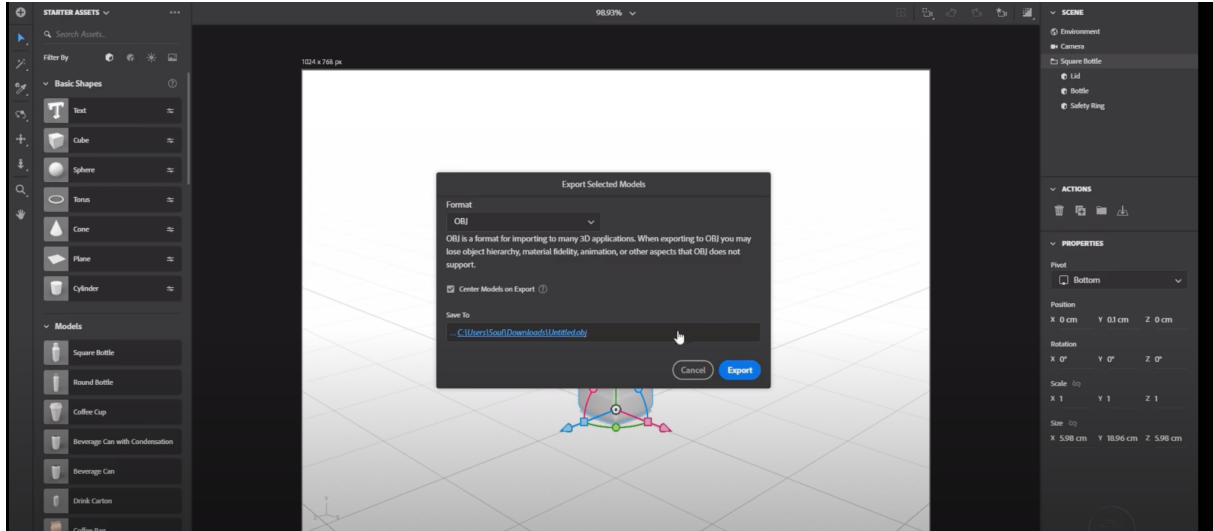 STARTER ASSETS
Search Assets..
Filter By
Basic Shapes
Text
Cube
Sphere
Torus
Cone
Plane
Cylinder
Models
Square Bottle
Round Bottle
Coffee Cup
Beverage Can with Condensation
Beverage Can
Drink Carton
98.93%
1024 x 768 px
Export Selected Models
Format
OBJ
OBJ is a format for importing to many 3D applications. When exporting to OBJ you may
lose object hierarchy, material fidelity, animation, or other aspects that OBJ does not
support.
Center Models on Export
Save To
... C:\Users\Soul\Downloads\Untitled.obj
Cancel Export
SCENE
Environment
Camera
Square Bottle
Lid
Bottle
Safety Ring
ACTIONS
PROPERTIES
Pivot
Bottom
Position
X 0 cm Y 0.1 cm Z 0 cm
Rotation
X 0° Y 0° Z 0°
Scale
X 1 Y 1 Z 1
Size
X 5.98 cm Y 18.96 cm Z 5.98 cm